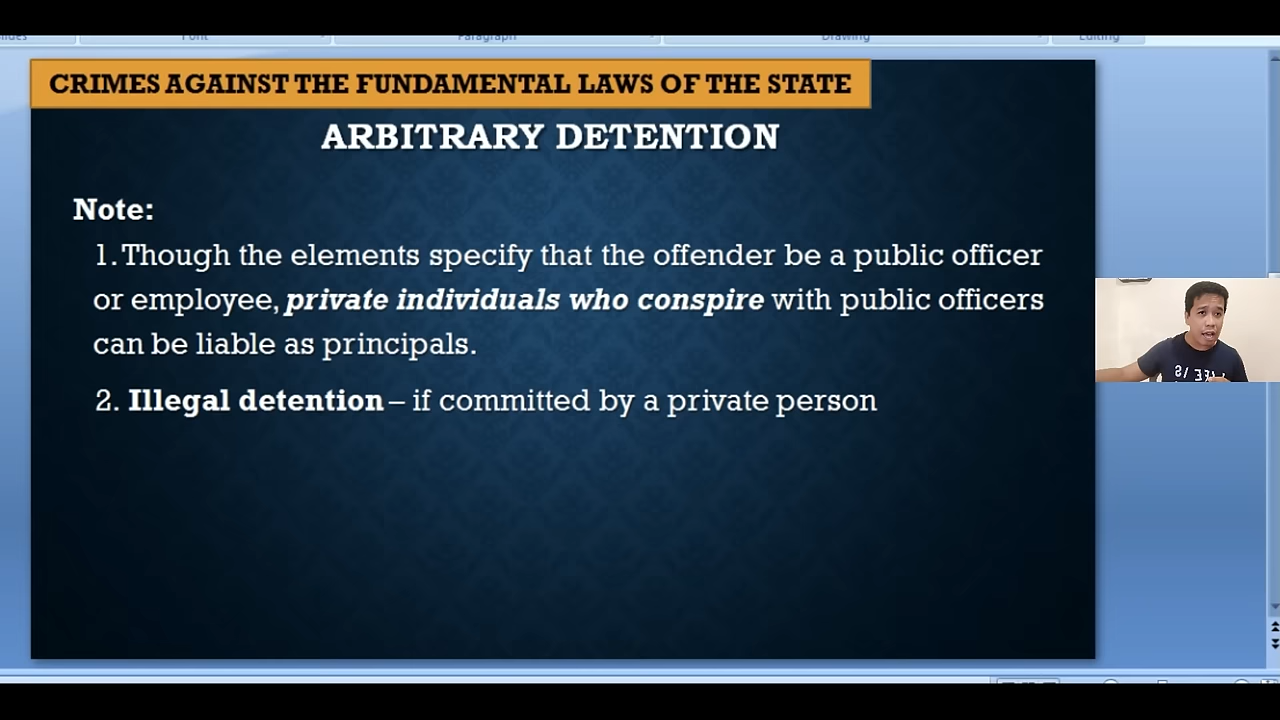 Font
Paragraph
Drawing
Editing
CRIMES AGAINST THE FUNDAMENTAL LAWS OF THE STATE
ARBITRARY DETENTION
Note:
1. Though the elements specify that the offender be a public officer
or employee, private individuals who conspire with public officers
can be liable as principals.
2. Illegal detention – if committed by a private person